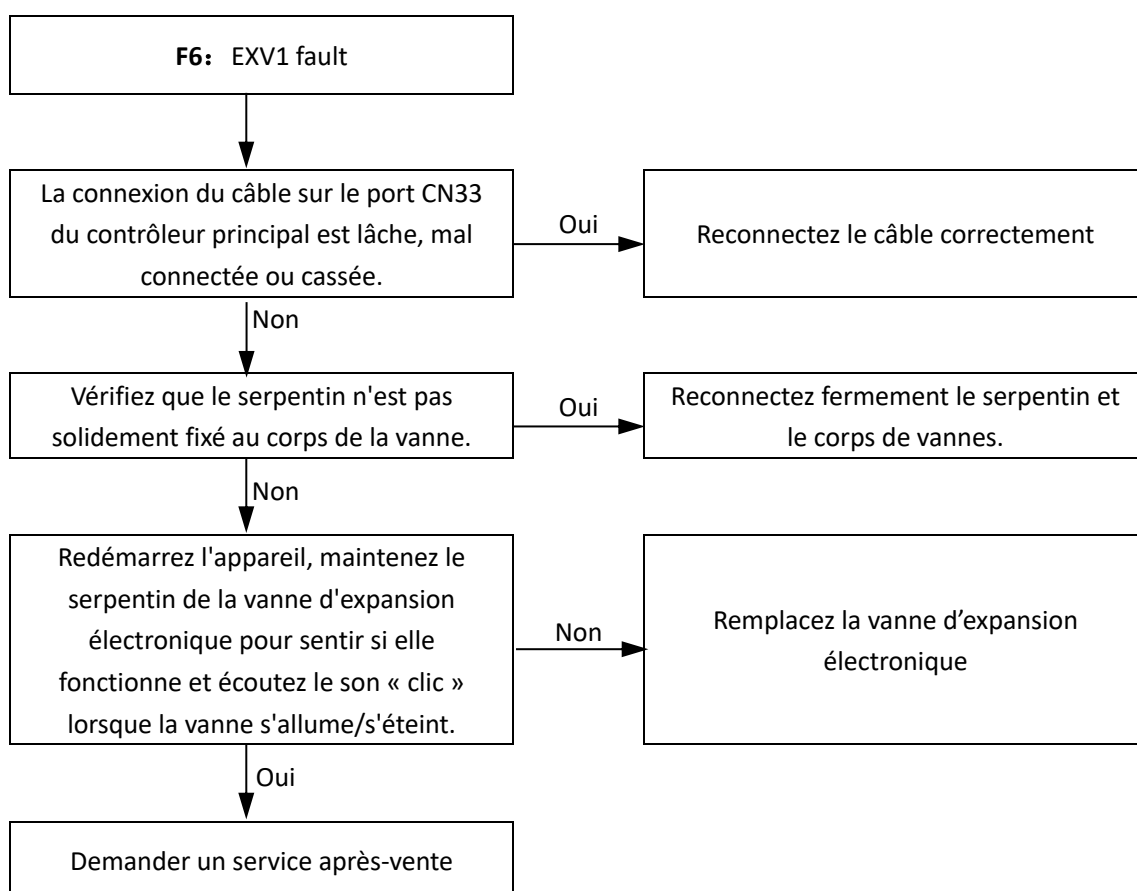 F6：EXV1 fault
La connexion du câble sur le port CN33
du contrôleur principal est lâche, mal
connectée ou cassée.
Oui
Reconnectez le câble correctement
Non
Vérifiez que le serpentin n'est pas
solidement fixé au corps de la vanne.
Oui
Reconnectez fermement le serpentin et
le corps de vannes.
Non
Redémarrez l'appareil, maintenez le
serpentin de la vanne d'expansion
électronique pour sentir si elle
fonctionne et écoutez le son « clic »
lorsque la vanne s'allume/s'éteint.
Non
Remplacez la vanne d’expansion
électronique
Oui
Demander un service après-vente